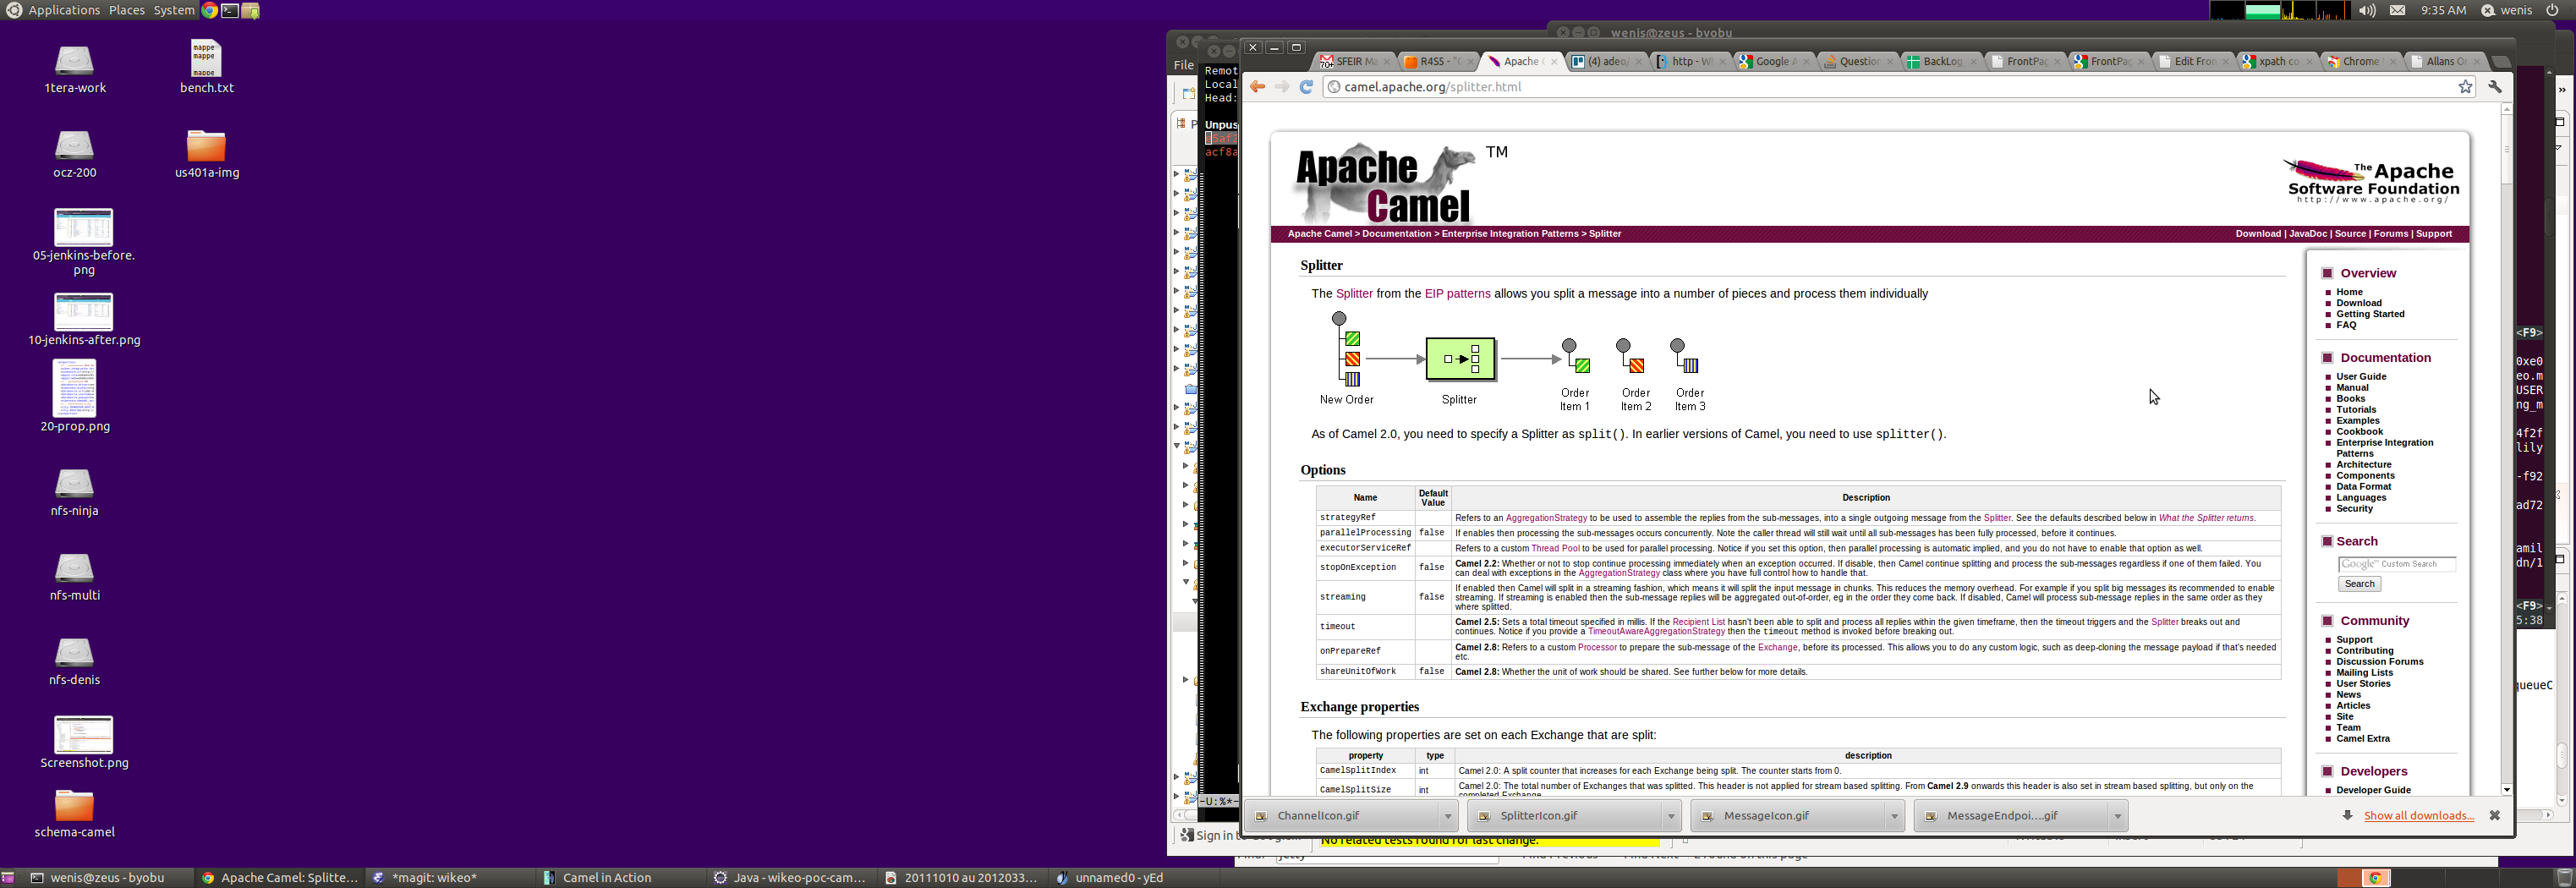 Applications Places System
9:35 AM wenis
1tera-work
bench.txt
ocz-200
us401a-img
05-jenkins-before.
png
10-jenkins-after.png
20-prop.png
nfs-ninja
nfs-multi
nfs-denis
Screenshot.png
schema-camel
wenis@zeus - byobu
File
Remot
Local
Head:
Unpus
acf8a
SFEIR Ma
R4SS - "C
Apache C
(4) adeo/
http - Wi
Google A
Question
BackLog
FrontPag
FrontPag
Edit From
xpath co
Chrome
Allans On
camel.apache.org/splitter.html
Apache Camel TM
The Apache
Software Foundation
http://www.apache.org/
Apache Camel > Documentation > Enterprise Integration Patterns > Splitter
Download | JavaDoc | Source | Forums | Support
Splitter
The Splitter from the EIP patterns allows you split a message into a number of pieces and process them individually
New Order
Splitter
Order
Item 1
Order
Item 2
Order
Item 3
As of Camel 2.0, you need to specify a Splitter as split(). In earlier versions of Camel, you need to use splitter().
Options
Name Default Value Description
strategyRef Refers to an AggregationStrategy to be used to assemble the replies from the sub-messages, into a single outgoing message from the Splitter. See the defaults described below in What the Splitter returns.
parallelProcessing false If enables then processing the sub-messages occurs concurrently. Note the caller thread will still wait until all sub-messages has been fully processed, before it continues.
executorServiceRef Refers to a custom Thread Pool to be used for parallel processing. Notice if you set this option, then parallel processing is automatic implied, and you do not have to enable that option as well.
stopOnException false Camel 2.2: Whether or not to stop continue processing immediately when an exception occurred. If disable, then Camel continue splitting and process the sub-messages regardless if one of them failed. You
can deal with exceptions in the AggregationStrategy class where you have full control how to handle that.
streaming false If enabled then Camel will split in a streaming fashion, which means it will split the input message in chunks. This reduces the memory overhead. For example if you split big messages its recommended to enable
streaming. If streaming is enabled then the sub-message replies will be aggregated out-of-order, eg in the order they come back. If disabled, Camel will process sub-message replies in the same order as they
where splitted.
timeout Camel 2.5: Sets a total timeout specified in millis. If the Recipient List hasn't been able to split and process all replies within the given timeframe, then the timeout triggers and the Splitter breaks out and
continues. Notice if you provide a TimeoutAwareAggregationStrategy then the timeout method is invoked before breaking out.
onPrepareRef Camel 2.8: Refers to a custom Processor to prepare the sub-message of the Exchange, before its processed. This allows you to do any custom logic, such as deep-cloning the message payload if that's needed
etc.
shareUnitOfWork false Camel 2.8: Whether the unit of work should be shared. See further below for more details.
Exchange properties
The following properties are set on each Exchange that are split:
property type description
CamelSplitIndex int Camel 2.0: A split counter that increases for each Exchange being split. The counter starts from 0.
CamelSplitSize int Camel 2.0: The total number of Exchanges that was splitted. This header is not applied for stream based splitting. From Camel 2.9 onwards this header is also set in stream based splitting, but only on the
completed Exchange.
Overview
Home
Download
Getting Started
FAQ
Documentation
User Guide
Manual
Books
Tutorials
Examples
Cookbook
Enterprise Integration
Patterns
Architecture
Components
Data Format
Languages
Security
Search
Google Custom Search
Search
Community
Support
Contributing
Discussion Forums
Mailing Lists
User Stories
News
Articles
Site
Team
Camel Extra
Developers
Developer Guide
<F9>
0xe0
eo.m
USER
ng_m
4f2f
lily
-f92
ad72
amil
dn/1
<F9>
5:38
queueC
-U:%*-
ChannelIcon.gif
SplitterIcon.gif
MessageIcon.gif
MessageEndpoi....gif
Show all downloads...
Sign in t
No related tests found for last change.
jetty
wenis@zeus - byobu
Apache Camel: Splitte...
*magit: wikeo*
Camel in Action
Java - wikeo-poc-cam...
20111010 au 2012033...
unnamed0 - yEd